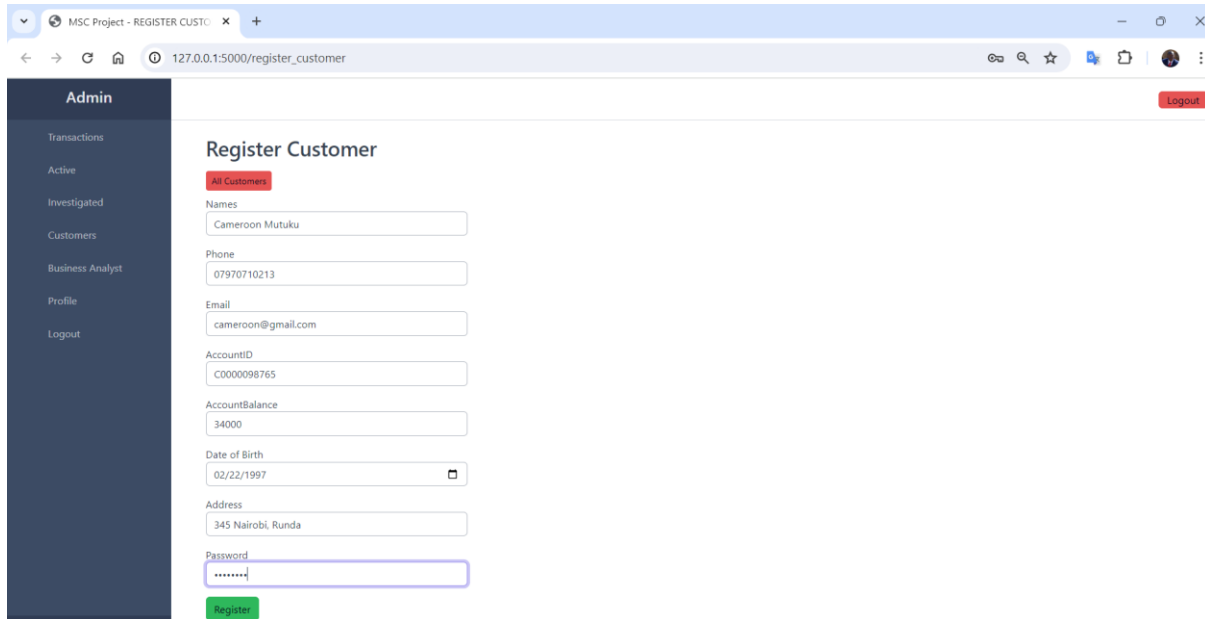 MSC Project - REGISTER CUSTO
127.0.0.1:5000/register_customer
Admin
Logout
Transactions
Active
Investigated
Customers
Business Analyst
Profile
Logout
Register Customer
All Customers
Names
Cameroon Mutuku
Phone
07970710213
Email
cameroon@gmail.com
AccountID
C0000098765
AccountBalance
34000
Date of Birth
02/22/1997
Address
345 Nairobi, Runda
Password
••••••••
Register